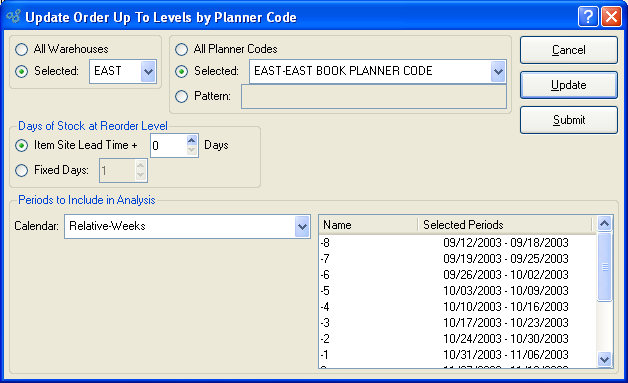 Update Order Up To Levels by Planner Code
All Warehouses
Selected: EAST
All Planner Codes
Selected: EAST-EAST BOOK PLANNER CODE
Pattern:
Cancel
Update
Submit
Days of Stock at Reorder Level
Item Site Lead Time + 0 Days
Fixed Days: 1
Periods to Include in Analysis
Calendar: Relative-Weeks
Name Selected Periods
-8 09/12/2003 - 09/18/2003
-7 09/19/2003 - 09/25/2003
-6 09/26/2003 - 10/02/2003
-5 10/03/2003 - 10/09/2003
-4 10/10/2003 - 10/16/2003
-3 10/17/2003 - 10/23/2003
-2 10/24/2003 - 10/30/2003
-1 10/31/2003 - 11/06/2003